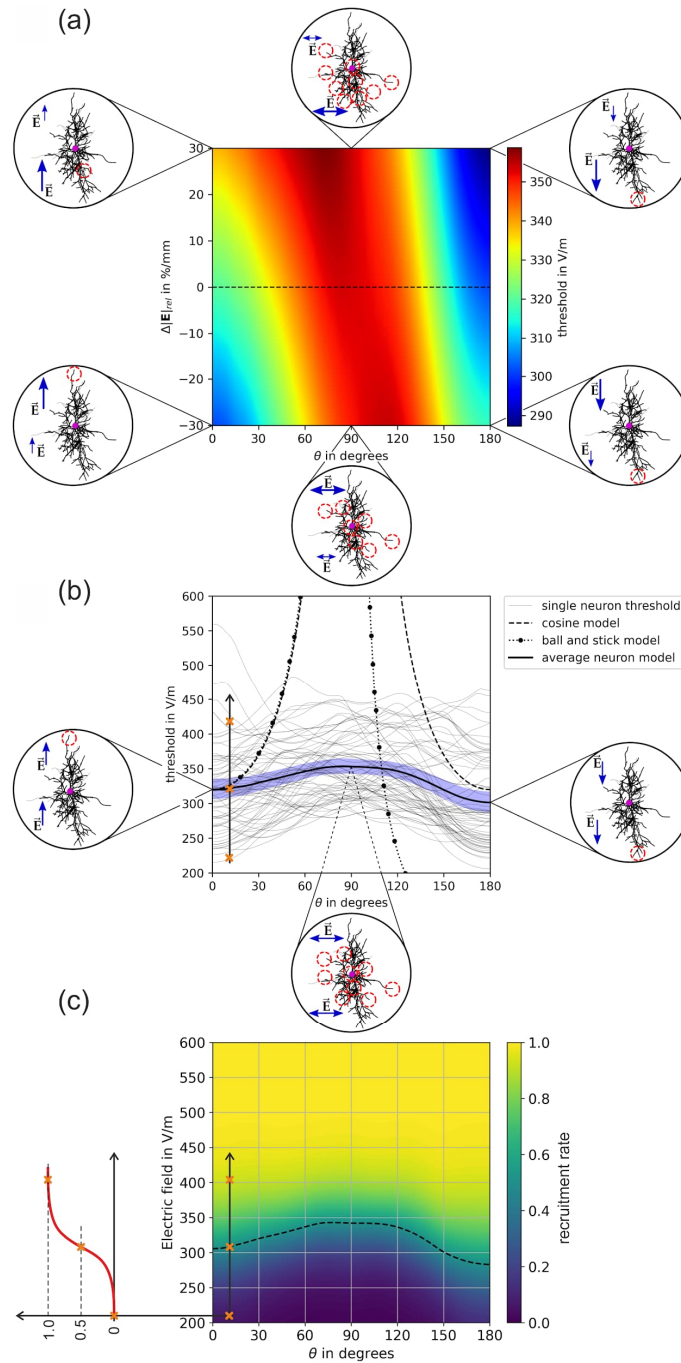 (a)
E⃗
E⃗
E⃗
E⃗
E⃗
E⃗
30
20
10
0
-10
-20
-30
Δ|E|rel in %/mm
0
30
60
90
120
150
180
θ in degrees
350
340
330
320
310
300
290
threshold in V/m
E⃗
E⃗
E⃗
E⃗
E⃗
E⃗
(b)
600
550
500
450
400
350
300
250
200
threshold in V/m
0
30
60
90
120
150
180
θ in degrees
single neuron threshold
cosine model
ball and stick model
average neuron model
E⃗
E⃗
E⃗
E⃗
E⃗
E⃗
(c)
600
550
500
450
400
350
300
250
200
Electric field in V/m
0
30
60
90
120
150
180
θ in degrees
1.0
0.8
0.6
0.4
0.2
0.0
recruitment rate
1.0
0.5
0